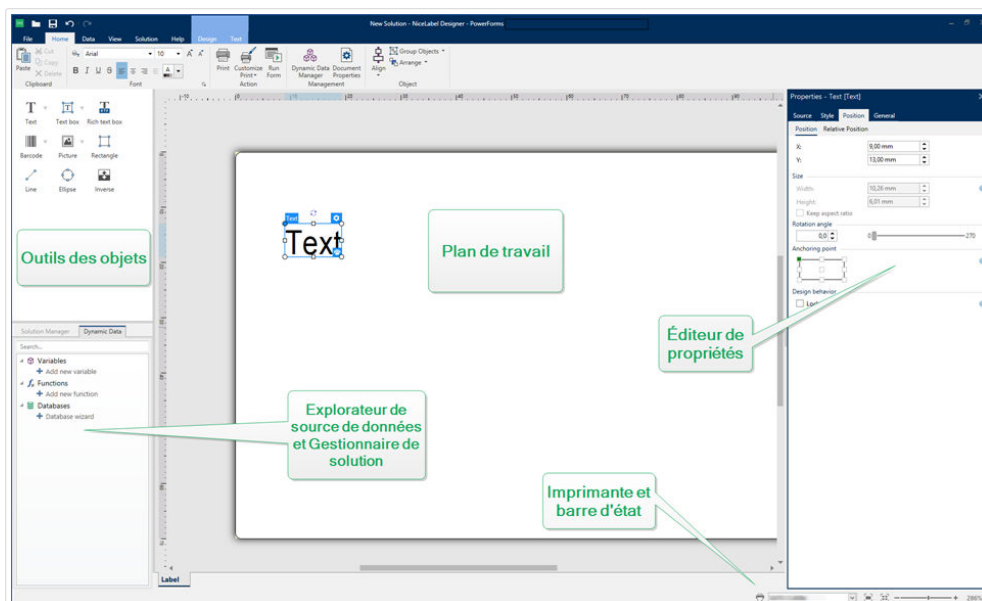 New Solution - NiceLabel Designer - PowerForms
File Home Data View Solution Help Design Text
Cut
Copy
Delete
Paste
Arial 10
B I U S
Print Customize Print Run Form Dynamic Data Manager Document Properties Align Group Objects
Arrange
Clipboard Font Action Management Object
Text Text box Rich text box
Barcode Picture Rectangle
Line Ellipse Inverse
Outils des objets
Solution Manager Dynamic Data
Search...
Variables
Add new variable
Functions
Add new function
Databases
Database wizard
Text
Text
Plan de travail
Explorateur de
source de données
et Gestionnaire de
solution
Éditeur de
propriétés
Imprimante et
barre d'état
Label
Properties - Text [Text]
Source Style Position General
Position Relative Position
X: 9,00 mm
Y: 13,00 mm
Size
Width: 10,26 mm
Height: 6,01 mm
Keep aspect ratio
Rotation angle
0,0 0 270
Anchoring point
Design behavior
298%